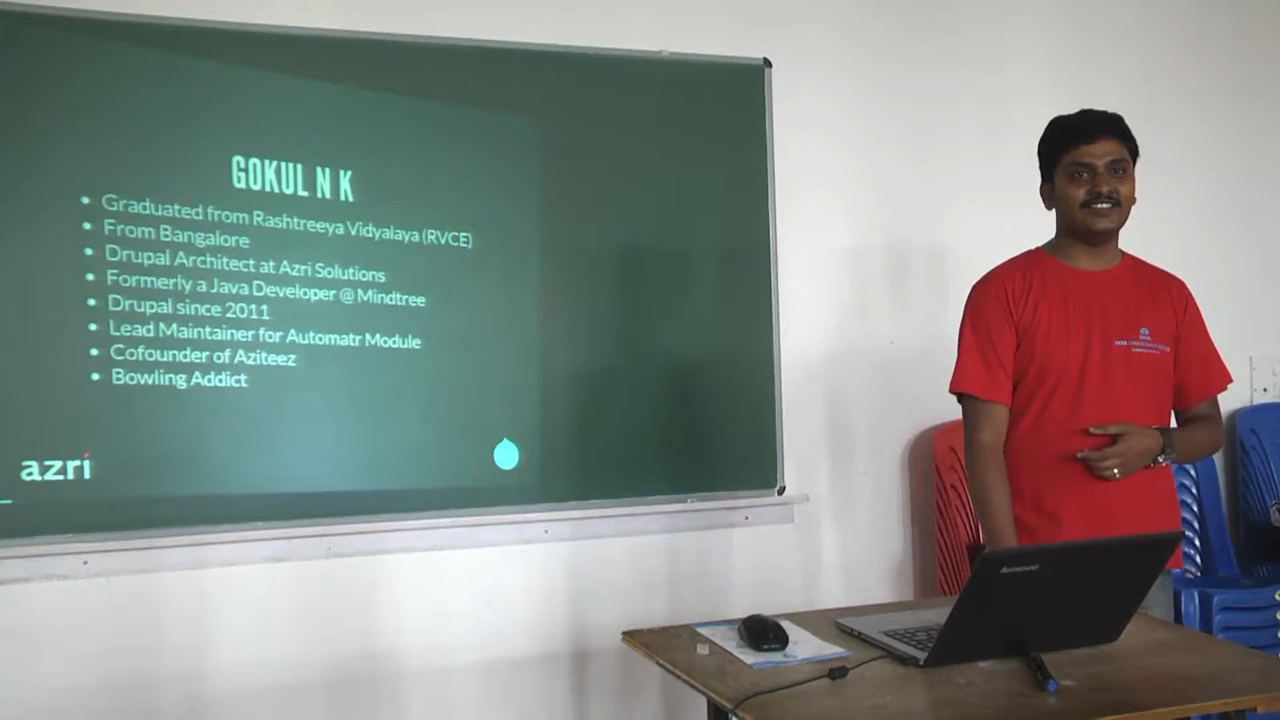 GOKUL N K
Graduated from Rashtreeya Vidyalaya (RVCE)
From Bangalore
Drupal Architect at Azri Solutions
Formerly a Java Developer @ Mindtree
Drupal since 2011
Lead Maintainer for Automatr Module
Cofounder of Aziteez
Bowling Addict
azri
lenovo